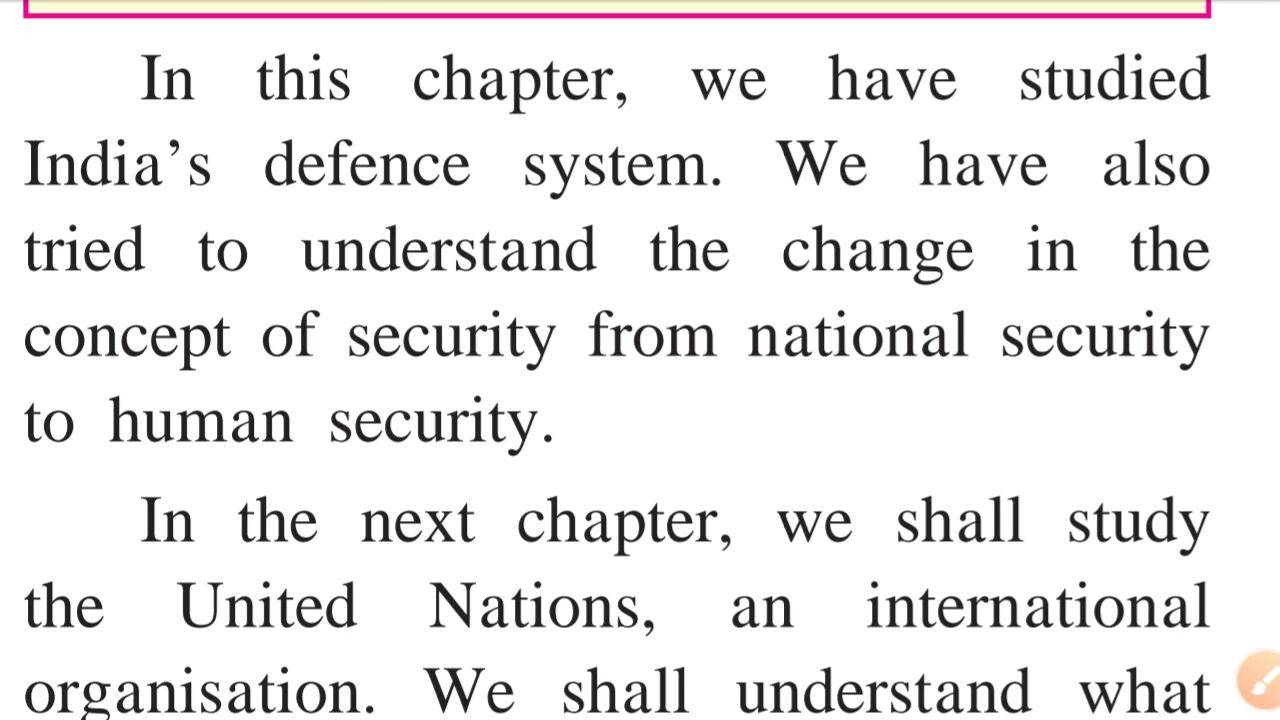 In this chapter, we have studied
India’s defence system. We have also
tried to understand the change in the
concept of security from national security
to human security.
In the next chapter, we shall study
the United Nations, an international
organisation. We shall understand what